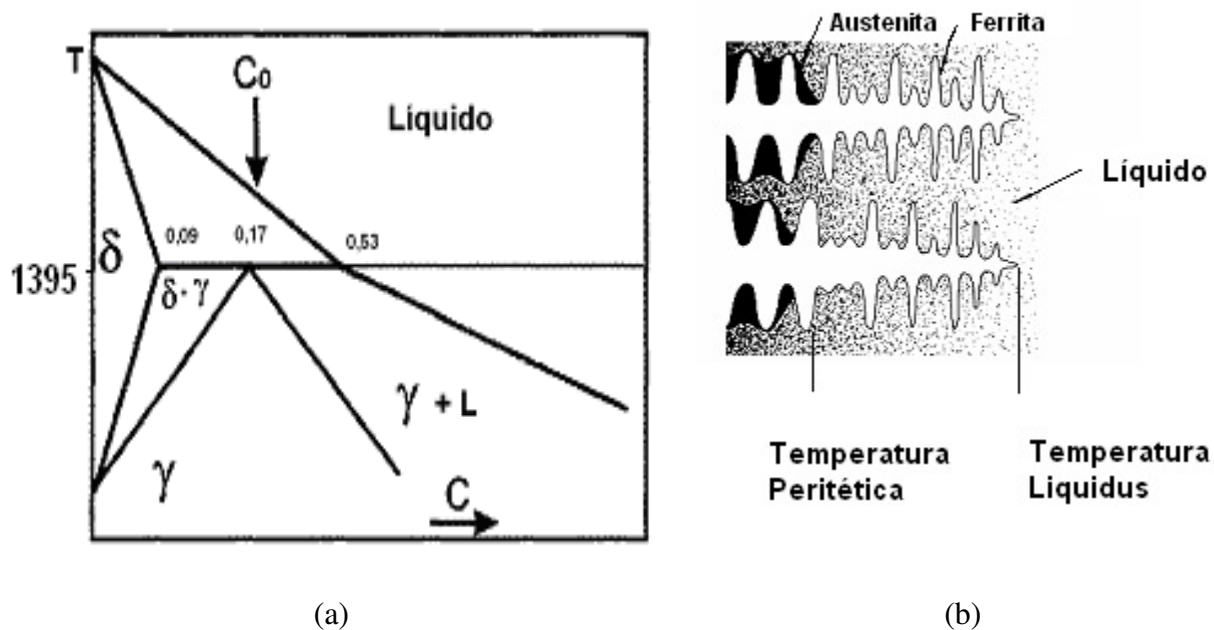 T
C₀
Líquido
0,09
0,17
0,53
δ
1395
δ · γ
γ + L
γ
C
(a)
Austenita
Ferrita
Líquido
Temperatura
Peritética
Temperatura
Liquidus
(b)